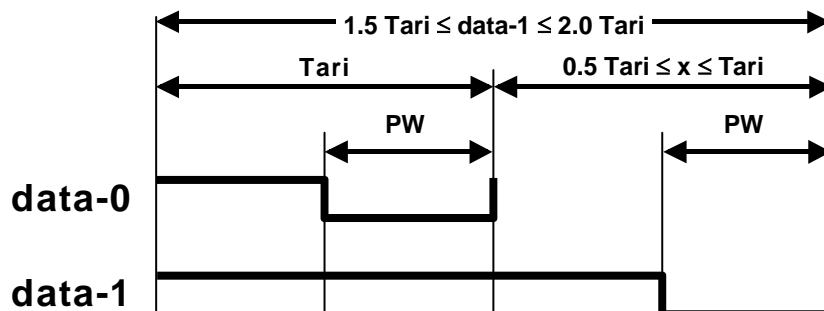 1.5 Tari ≤ data-1 ≤ 2.0 Tari
Tari 0.5 Tari ≤ x ≤ Tari
PW PW
data-0
data-1